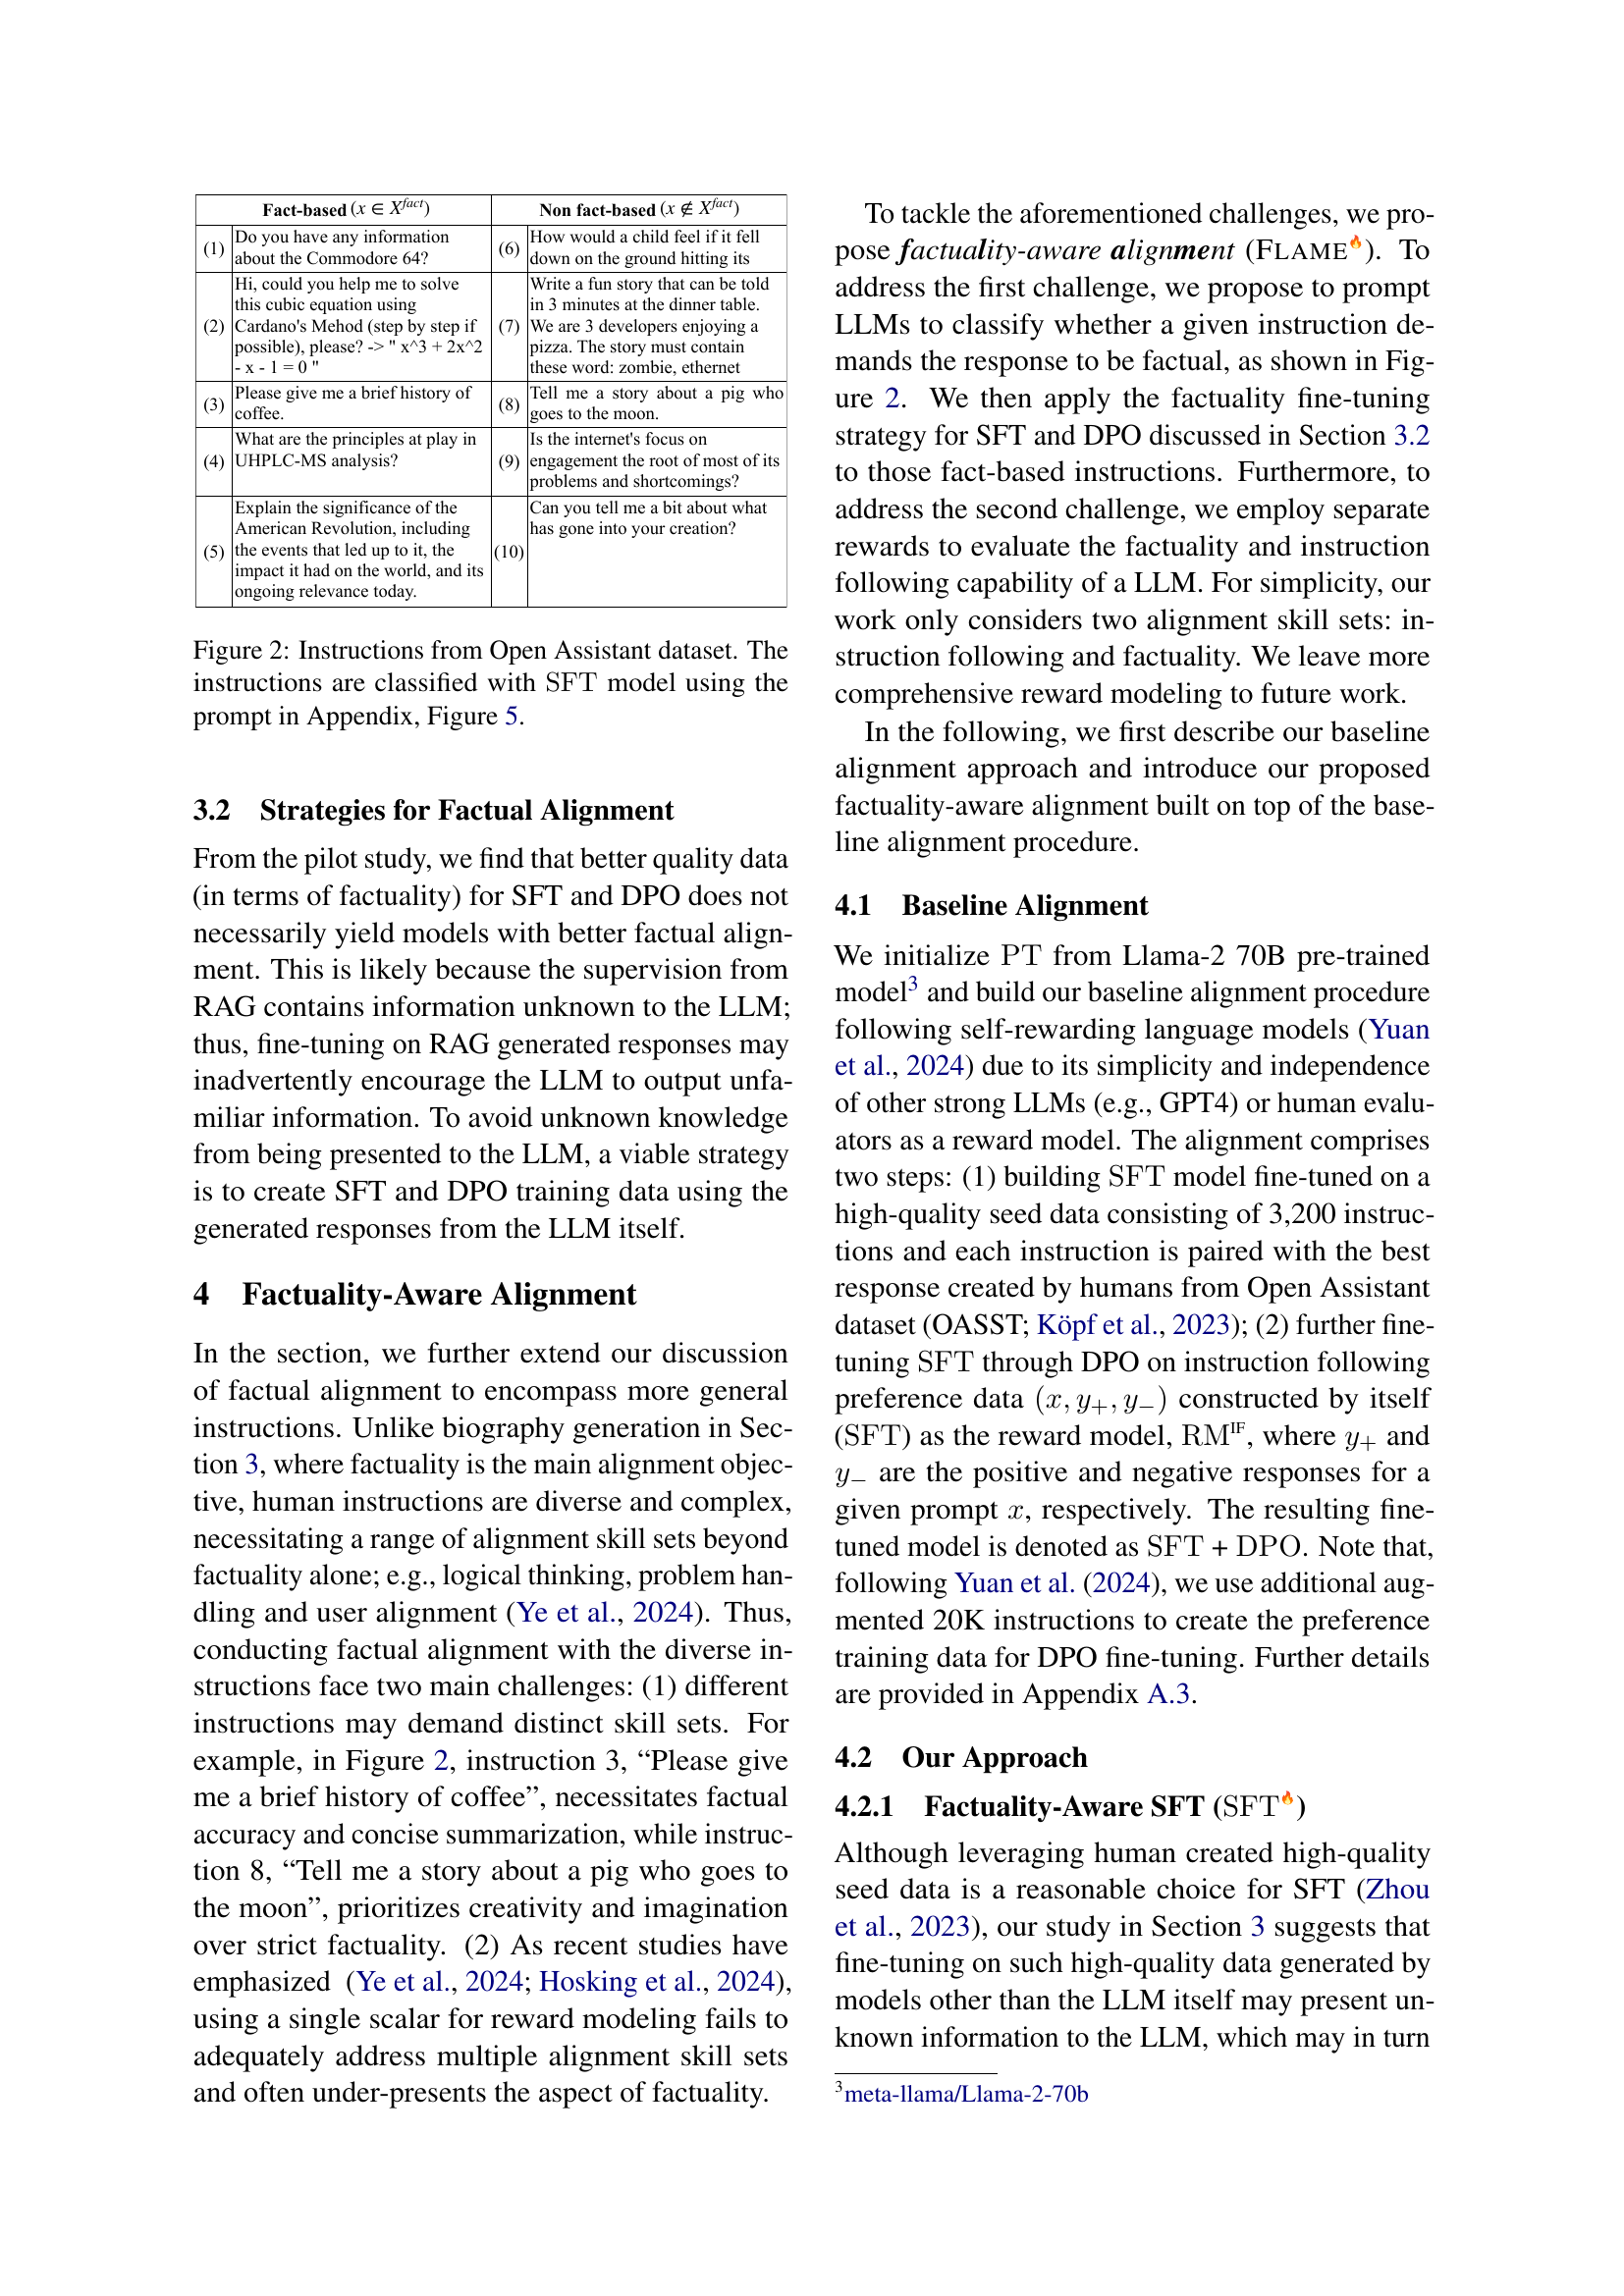 Fact-based (x ∈ X^fact)
Non fact-based (x ∉ X^fact)
(1)
Do you have any information
about the Commodore 64?
(6)
How would a child feel if it fell
down on the ground hitting its
(2)
Hi, could you help me to solve
this cubic equation using
Cardano's Mehod (step by step if
possible), please? -> " x^3 + 2x^2
- x - 1 = 0 "
(7)
Write a fun story that can be told
in 3 minutes at the dinner table.
We are 3 developers enjoying a
pizza. The story must contain
these word: zombie, ethernet
(3)
Please give me a brief history of
coffee.
(8)
Tell me a story about a pig who
goes to the moon.
(4)
What are the principles at play in
UHPLC-MS analysis?
(9)
Is the internet's focus on
engagement the root of most of its
problems and shortcomings?
(5)
Explain the significance of the
American Revolution, including
the events that led up to it, the
impact it had on the world, and its
ongoing relevance today.
(10)
Can you tell me a bit about what
has gone into your creation?
Figure 2: Instructions from Open Assistant dataset. The
instructions are classified with SFT model using the
prompt in Appendix, Figure 5.
3.2 Strategies for Factual Alignment
From the pilot study, we find that better quality data
(in terms of factuality) for SFT and DPO does not
necessarily yield models with better factual align-
ment. This is likely because the supervision from
RAG contains information unknown to the LLM;
thus, fine-tuning on RAG generated responses may
inadvertently encourage the LLM to output unfa-
miliar information. To avoid unknown knowledge
from being presented to the LLM, a viable strategy
is to create SFT and DPO training data using the
generated responses from the LLM itself.
4 Factuality-Aware Alignment
In the section, we further extend our discussion
of factual alignment to encompass more general
instructions. Unlike biography generation in Sec-
tion 3, where factuality is the main alignment objec-
tive, human instructions are diverse and complex,
necessitating a range of alignment skill sets beyond
factuality alone; e.g., logical thinking, problem han-
dling and user alignment (Ye et al., 2024). Thus,
conducting factual alignment with the diverse in-
structions face two main challenges: (1) different
instructions may demand distinct skill sets. For
example, in Figure 2, instruction 3, “Please give
me a brief history of coffee”, necessitates factual
accuracy and concise summarization, while instruc-
tion 8, “Tell me a story about a pig who goes to
the moon”, prioritizes creativity and imagination
over strict factuality. (2) As recent studies have
emphasized (Ye et al., 2024; Hosking et al., 2024),
using a single scalar for reward modeling fails to
adequately address multiple alignment skill sets
and often under-presents the aspect of factuality.
To tackle the aforementioned challenges, we pro-
pose factuality-aware alignment (FLAME🔥). To
address the first challenge, we propose to prompt
LLMs to classify whether a given instruction de-
mands the response to be factual, as shown in Fig-
ure 2. We then apply the factuality fine-tuning
strategy for SFT and DPO discussed in Section 3.2
to those fact-based instructions. Furthermore, to
address the second challenge, we employ separate
rewards to evaluate the factuality and instruction
following capability of a LLM. For simplicity, our
work only considers two alignment skill sets: in-
struction following and factuality. We leave more
comprehensive reward modeling to future work.
In the following, we first describe our baseline
alignment approach and introduce our proposed
factuality-aware alignment built on top of the base-
line alignment procedure.
4.1 Baseline Alignment
We initialize PT from Llama-2 70B pre-trained
model³ and build our baseline alignment procedure
following self-rewarding language models (Yuan
et al., 2024) due to its simplicity and independence
of other strong LLMs (e.g., GPT4) or human evalu-
ators as a reward model. The alignment comprises
two steps: (1) building SFT model fine-tuned on a
high-quality seed data consisting of 3,200 instruc-
tions and each instruction is paired with the best
response created by humans from Open Assistant
dataset (OASST; Köpf et al., 2023); (2) further fine-
tuning SFT through DPO on instruction following
preference data (x, y₊, y₋) constructed by itself
(SFT) as the reward model, RM^IF, where y₊ and
y₋ are the positive and negative responses for a
given prompt x, respectively. The resulting fine-
tuned model is denoted as SFT + DPO. Note that,
following Yuan et al. (2024), we use additional aug-
mented 20K instructions to create the preference
training data for DPO fine-tuning. Further details
are provided in Appendix A.3.
4.2 Our Approach
4.2.1 Factuality-Aware SFT (SFT🔥)
Although leveraging human created high-quality
seed data is a reasonable choice for SFT (Zhou
et al., 2023), our study in Section 3 suggests that
fine-tuning on such high-quality data generated by
models other than the LLM itself may present un-
known information to the LLM, which may in turn
³meta-llama/Llama-2-70b